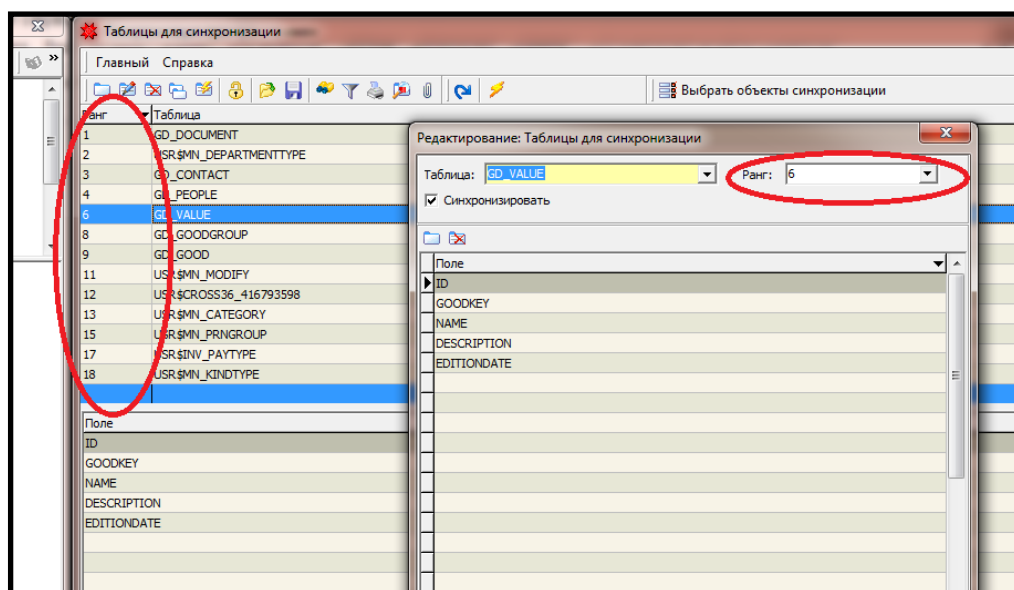 Таблицы для синхронизации
Главный Справка
Выбрать объекты синхронизации
Ранг Таблица
1 GD_DOCUMENT
2 USR$MN_DEPARTMENTTYPE
3 GD_CONTACT
4 GD_PEOPLE
6 GD_VALUE
8 GD_GOODGROUP
9 GD_GOOD
11 USR$MN_MODIFY
12 USR$CROSS36_416793598
13 USR$MN_CATEGORY
15 USR$MN_PRNGROUP
17 USR$INV_PAYTYPE
18 USR$MN_KINDTYPE
Поле
ID
GOODKEY
NAME
DESCRIPTION
EDITIONDATE
Редактирование: Таблицы для синхронизации
Таблица: GD_VALUE Ранг: 6
Синхронизировать
Поле
ID
GOODKEY
NAME
DESCRIPTION
EDITIONDATE